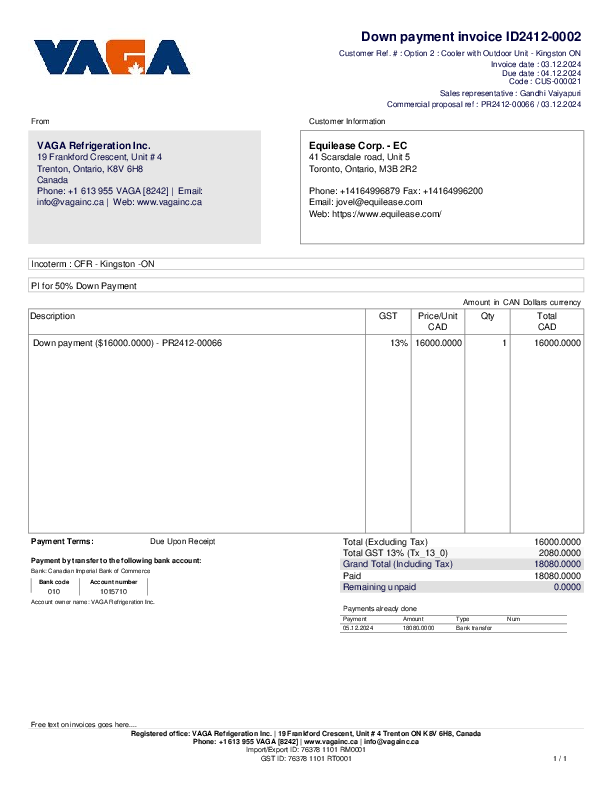 VAGA
Down payment invoice ID2412-0002
Customer Ref. # : Option 2 : Cooler with Outdoor Unit - Kingston ON
Invoice date : 03.12.2024
Due date : 04.12.2024
Code : CUS-000021
Sales representative : Gandhi Vaiyapuri
Commercial proposal ref : PR2412-00066 / 03.12.2024
From
VAGA Refrigeration Inc.
19 Frankford Crescent, Unit # 4
Trenton, Ontario, K8V 6H8
Canada
Phone: +1 613 955 VAGA [8242] | Email:
info@vagainc.ca | Web: www.vagainc.ca
Customer Information
Equilease Corp. - EC
41 Scarsdale road, Unit 5
Toronto, Ontario, M3B 2R2
Phone: +14164996879 Fax: +14164996200
Email: jovel@equilease.com
Web: https://www.equilease.com/
Incoterm : CFR - Kingston -ON
PI for 50% Down Payment
Amount in CAN Dollars currency
Description GST Price/Unit CAD Qty Total CAD
Down payment ($16000.0000) - PR2412-00066 13% 16000.0000 1 16000.0000
Payment Terms: Due Upon Receipt
Payment by transfer to the following bank account:
Bank: Canadian Imperial Bank of Commerce
Bank code Account number
010 1015710
Account owner name: VAGA Refrigeration Inc.
Total (Excluding Tax) 16000.0000
Total GST 13% (Tx_13_0) 2080.0000
Grand Total (Including Tax) 18080.0000
Paid 18080.0000
Remaining unpaid 0.0000
Payments already done
Payment Amount Type Num
05.12.2024 18080.0000 Bank transfer
Free text on invoices goes here....
Registered office: VAGA Refrigeration Inc. | 19 Frankford Crescent, Unit # 4 Trenton ON K8V 6H8, Canada
Phone: +1 613 955 VAGA [8242] | www.vagainc.ca | info@vagainc.ca
Import/Export ID: 76378 1101 RM0001
GST ID: 76378 1101 RT0001
1 / 1